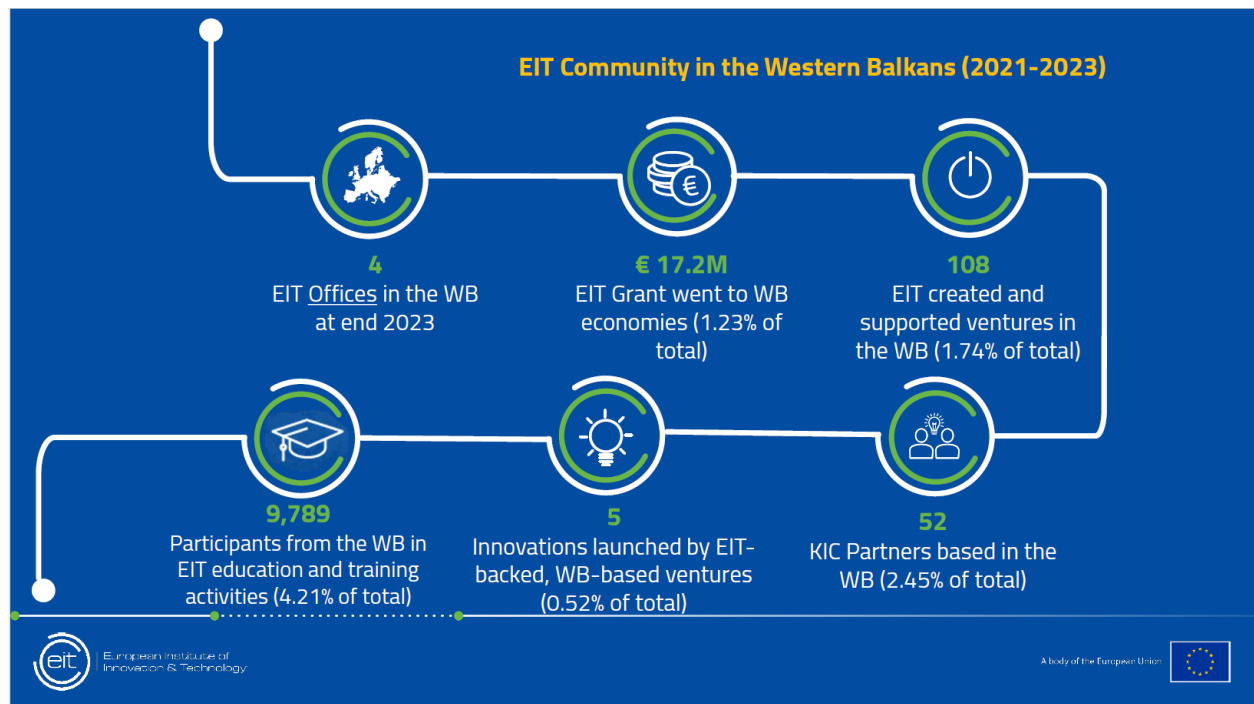 EIT Community in the Western Balkans (2021-2023)
4
EIT Offices in the WB
at end 2023
€ 17.2M
EIT Grant went to WB
economies (1.23% of
total)
108
EIT created and
supported ventures in
the WB (1.74% of total)
9,789
Participants from the WB in
EIT education and training
activities (4.21% of total)
5
Innovations launched by EIT-
backed, WB-based ventures
(0.52% of total)
52
KIC Partners based in the
WB (2.45% of total)
eit
European Institute of
Innovation & Technology
A body of the European Union